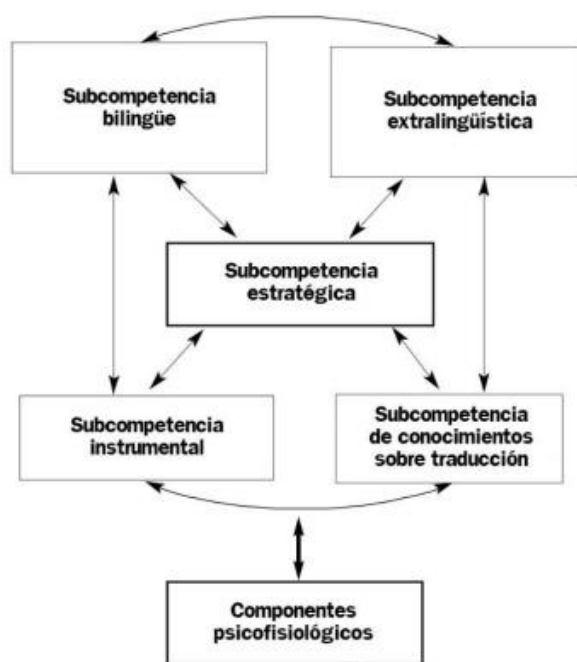 Subcompetencia
bilingüe
Subcompetencia
extralingüística
Subcompetencia
estratégica
Subcompetencia
instrumental
Subcompetencia
de conocimientos
sobre traducción
Componentes
psicofisiológicos